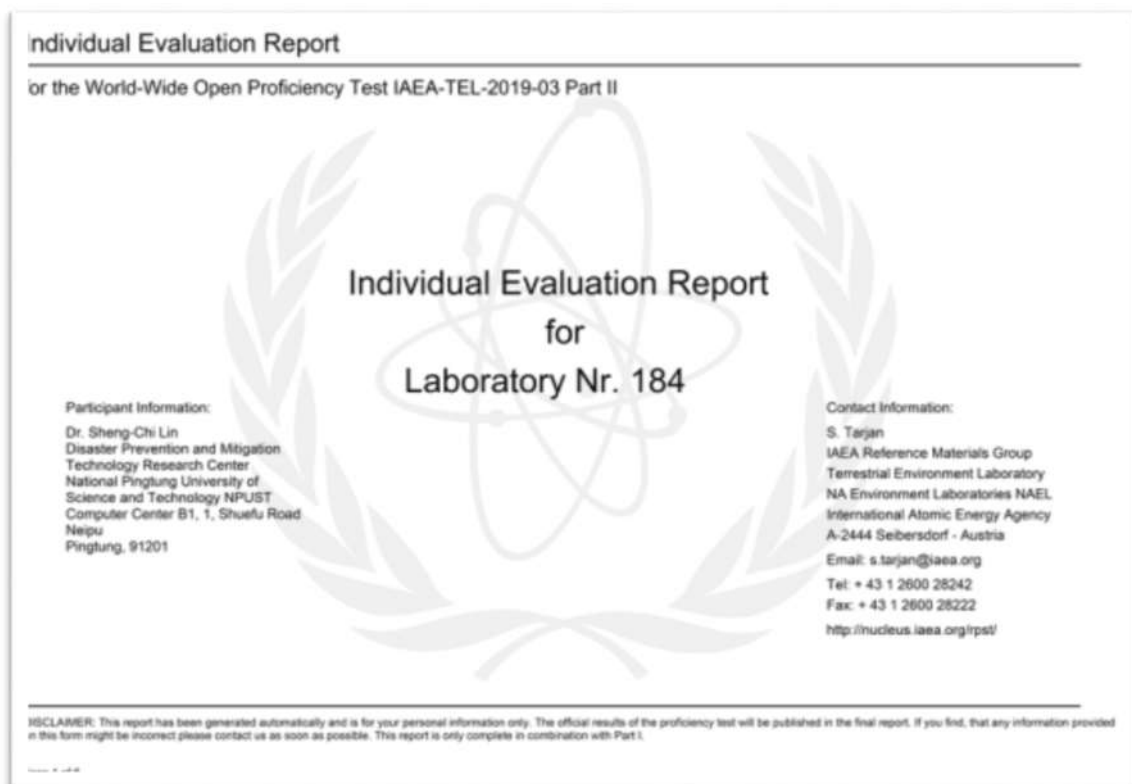 ndividual Evaluation Report
or the World-Wide Open Proficiency Test IAEA-TEL-2019-03 Part II
Individual Evaluation Report
for
Laboratory Nr. 184
Participant Information:
Dr. Sheng-Chi Lin
Disaster Prevention and Mitigation
Technology Research Center
National Pingtung University of
Science and Technology NPUST
Computer Center B1, 1, Shuefu Road
Neipu
Pingtung, 91201
Contact Information:
S. Tarjan
IAEA Reference Materials Group
Terrestrial Environment Laboratory
NA Environment Laboratories NAEL
International Atomic Energy Agency
A-2444 Seibersdorf - Austria
Email: s.tarjan@iaea.org
Tel: + 43 1 2600 28242
Fax: + 43 1 2600 28222
http://nucleus.iaea.org/rpst/
ISCLAIMER: This report has been generated automatically and is for your personal information only. The official results of the proficiency test will be published in the final report. If you find, that any information provided
n this form might be incorrect please contact us as soon as possible. This report is only complete in combination with Part I.